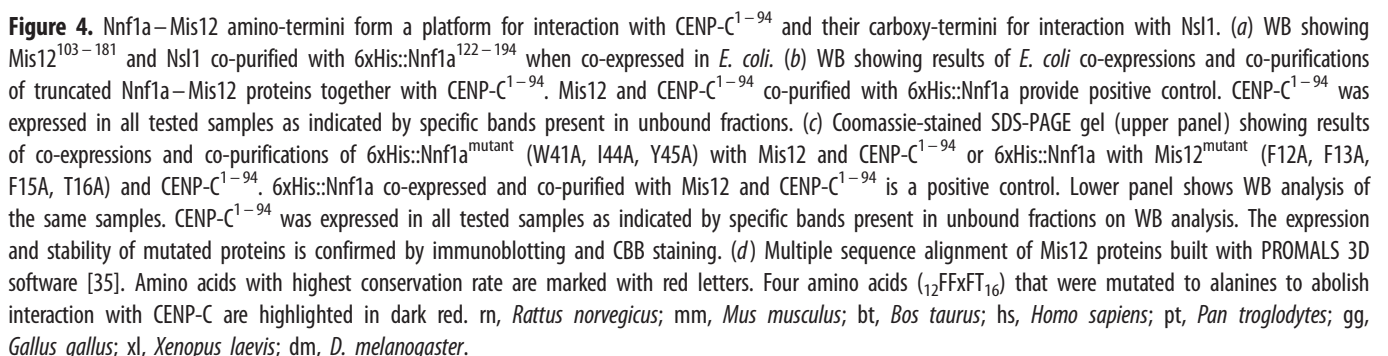 Figure 4. Nnf1a–Mis12 amino-termini form a platform for interaction with CENP-C1–94 and their carboxy-termini for interaction with Nsl1. (a) WB showing
Mis12103–181 and Nsl1 co-purified with 6xHis::Nnf1a122–194 when co-expressed in E. coli. (b) WB showing results of E. coli co-expressions and co-purifications
of truncated Nnf1a–Mis12 proteins together with CENP-C1–94. Mis12 and CENP-C1–94 co-purified with 6xHis::Nnf1a provide positive control. CENP-C1–94 was
expressed in all tested samples as indicated by specific bands present in unbound fractions. (c) Coomassie-stained SDS-PAGE gel (upper panel) showing results
of co-expressions and co-purifications of 6xHis::Nnf1amutant (W41A, I44A, Y45A) with Mis12 and CENP-C1–94 or 6xHis::Nnf1a with Mis12mutant (F12A, F13A,
F15A, T16A) and CENP-C1–94. 6xHis::Nnf1a co-expressed and co-purified with Mis12 and CENP-C1–94 is a positive control. Lower panel shows WB analysis of
the same samples. CENP-C1–94 was expressed in all tested samples as indicated by specific bands present in unbound fractions on WB analysis. The expression
and stability of mutated proteins is confirmed by immunoblotting and CBB staining. (d) Multiple sequence alignment of Mis12 proteins built with PROMALS 3D
software [35]. Amino acids with highest conservation rate are marked with red letters. Four amino acids (12FFxFT16) that were mutated to alanines to abolish
interaction with CENP-C are highlighted in dark red. rn, Rattus norvegicus; mm, Mus musculus; bt, Bos taurus; hs, Homo sapiens; pt, Pan troglodytes; gg,
Gallus gallus; xl, Xenopus laevis; dm, D. melanogaster.